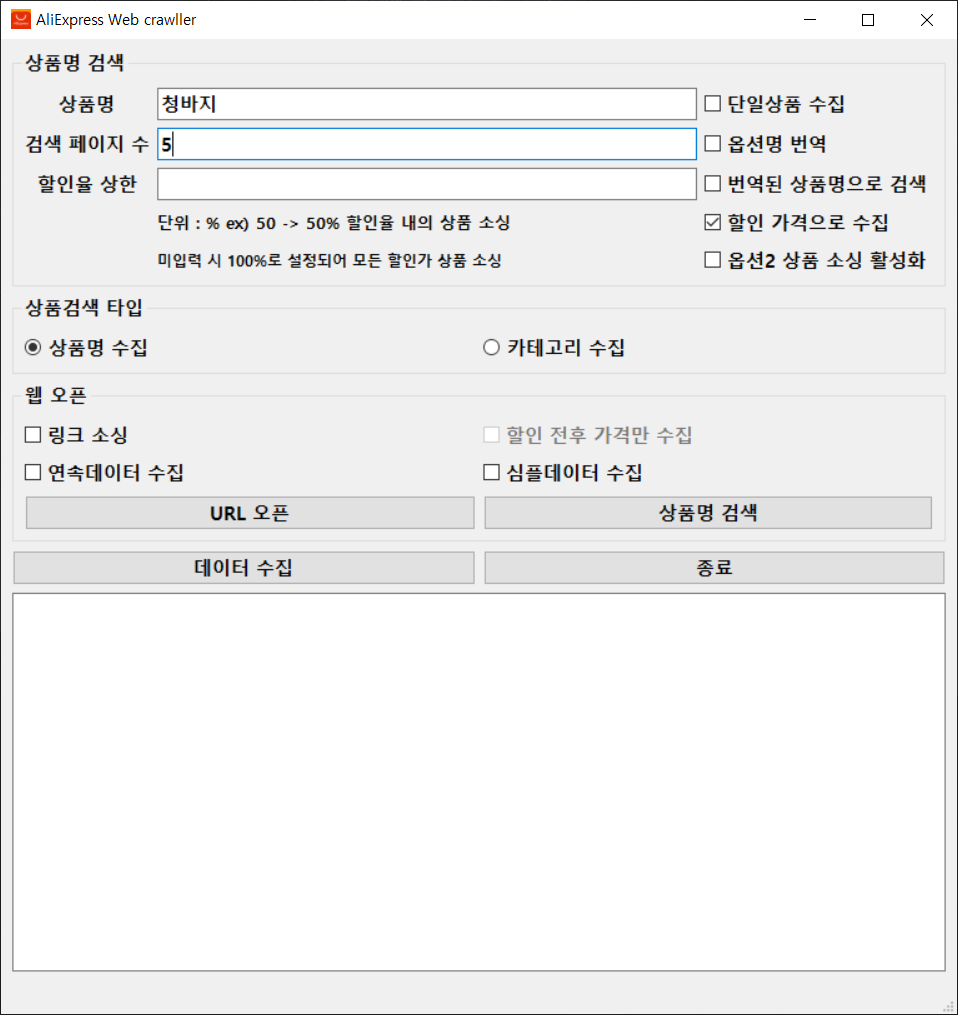 AliExpress Web crawller
상품명 검색
상품명 청바지 단일상품 수집
검색 페이지 수 5 옵션명 번역
할인율 상한 번역된 상품명으로 검색
단위 : % ex) 50 -> 50% 할인율 내의 상품 소싱 할인 가격으로 수집
미입력 시 100%로 설정되어 모든 할인가 상품 소싱 옵션2 상품 소싱 활성화
상품검색 타입
상품명 수집 카테고리 수집
웹 오픈
링크 소싱 할인 전후 가격만 수집
연속데이터 수집 심플데이터 수집
URL 오픈 상품명 검색
데이터 수집 종료